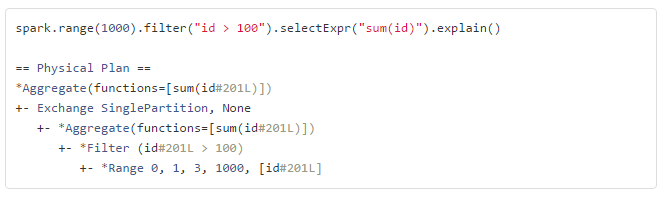 spark.range(1000).filter("id > 100").selectExpr("sum(id)").explain()

== Physical Plan ==
*Aggregate(functions=[sum(id#201L)])
+- Exchange SinglePartition, None
   +- *Aggregate(functions=[sum(id#201L)])
      +- *Filter (id#201L > 100)
         +- *Range 0, 1, 3, 1000, [id#201L]